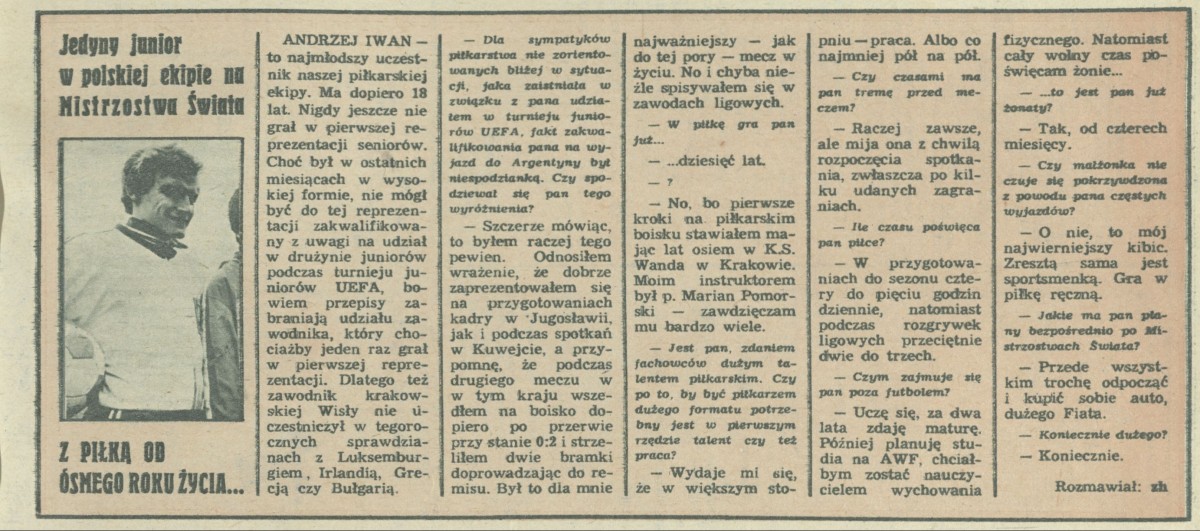 Jedyny junior
w polskiej ekipie na
Mistrzostwa Świata
Z PIŁKĄ OD
ÓSMEGO ROKU ŻYCIA...
ANDRZEJ IWAN —
to najmłodszy uczest-
nik naszej piłkarskiej
ekipy. Ma dopiero 18
lat. Nigdy jeszcze nie
grał w pierwszej re-
prezentacji seniorów.
Choć był w ostatnich
miesiącach w wyso-
kiej formie, nie mógł
być do tej reprezen-
tacji zakwalifikowa-
ny z uwagi na udział
w drużynie juniorów
podczas turnieju ju-
niorów UEFA, bo-
wiem przepisy za-
braniają udziału za-
wodnika, który cho-
ciażby jeden raz grał
w pierwszej repre-
zentacji. Dlatego też
zawodnik krakow-
skiej Wisły nie u-
czestniczył w tegoro-
cznych sprawdzia-
nach z Luksembur-
giem, Irlandią, Gre-
cją czy Bułgarią.
— Dla sympatyków
piłkarstwa nie zoriento-
wanych bliżej w sytua-
cji, jaka zaistniała w
związku z pana udzia-
łem w turnieju junio-
rów UEFA, fakt zakwa-
lifikowania pana na wy-
jazd do Argentyny był
niespodzianką. Czy spo-
dziewał się pan tego
wyróżnienia?
— Szczerze mówiąc,
to byłem raczej tego
pewien. Odnosiłem
wrażenie, że dobrze
zaprezentowałem się
na przygotowaniach
kadry w Jugosławii,
jak i podczas spotkań
w Kuwejcie, a przy-
pomnę, że podczas
drugiego meczu w
w tym kraju wsze-
dłem na boisko do-
piero po przerwie
przy stanie 0:2 i strze-
liłem dwie bramki
doprowadzając do re-
misu. Był to dla mnie
najważniejszy — jak
do tej pory — mecz w
życiu. No i chyba nie-
źle spisywałem się w
zawodach ligowych.
— W piłkę gra pan
już...
— ...dziesięć lat.
— ?
— No, bo pierwsze
kroki na piłkarskim
boisku stawiałem ma-
jąc lat osiem w K.S.
Wanda w Krakowie.
Moim instruktorem
był p. Marian Pomor-
ski — zawdzięczam
mu bardzo wiele.
— Jest pan, zdaniem
fachowców dużym ta-
lentem piłkarskim. Czy
po to, by być piłkarzem
dużego formatu potrze-
bny jest w pierwszym
rzędzie talent czy też
praca?
— Wydaje mi się,
że w większym sto-
pniu — praca. Albo co
najmniej pół na pół.
— Czy czasami ma
pan tremę przed me-
czem?
— Raczej zawsze,
ale mija ona z chwilą
rozpoczęcia spotka-
nia, zwłaszcza po kil-
ku udanych zagra-
niach.
— Ile czasu poświęca
pan piłce?
— W przygotowa-
niach do sezonu czte-
ry do pięciu godzin
dziennie, natomiast
podczas rozgrywek
ligowych przeciętnie
dwie do trzech.
— Czym zajmuje się
pan poza futbolem?
— Uczę się, za dwa
lata zdaję maturę.
Później planuję stu-
dia na AWF, chciał-
bym zostać nauczy-
cielem wychowania
fizycznego. Natomiast
cały wolny czas po-
święcam żonie...
— ...to jest pan już
żonaty?
— Tak, od czterech
miesięcy.
— Czy małżonka nie
czuje się pokrzywdzona
z powodu pana częstych
wyjazdów?
— O nie, to mój
najwierniejszy kibic.
Zresztą sama jest
sportsmenką. Gra w
piłkę ręczną.
— Jakie ma pan pla-
ny bezpośrednio po Mi-
strzostwach Świata?
— Przede wszyst-
kim trochę odpocząć
i kupić sobie auto,
dużego Fiata.
— Koniecznie dużego?
— Koniecznie.
Rozmawiał: zh